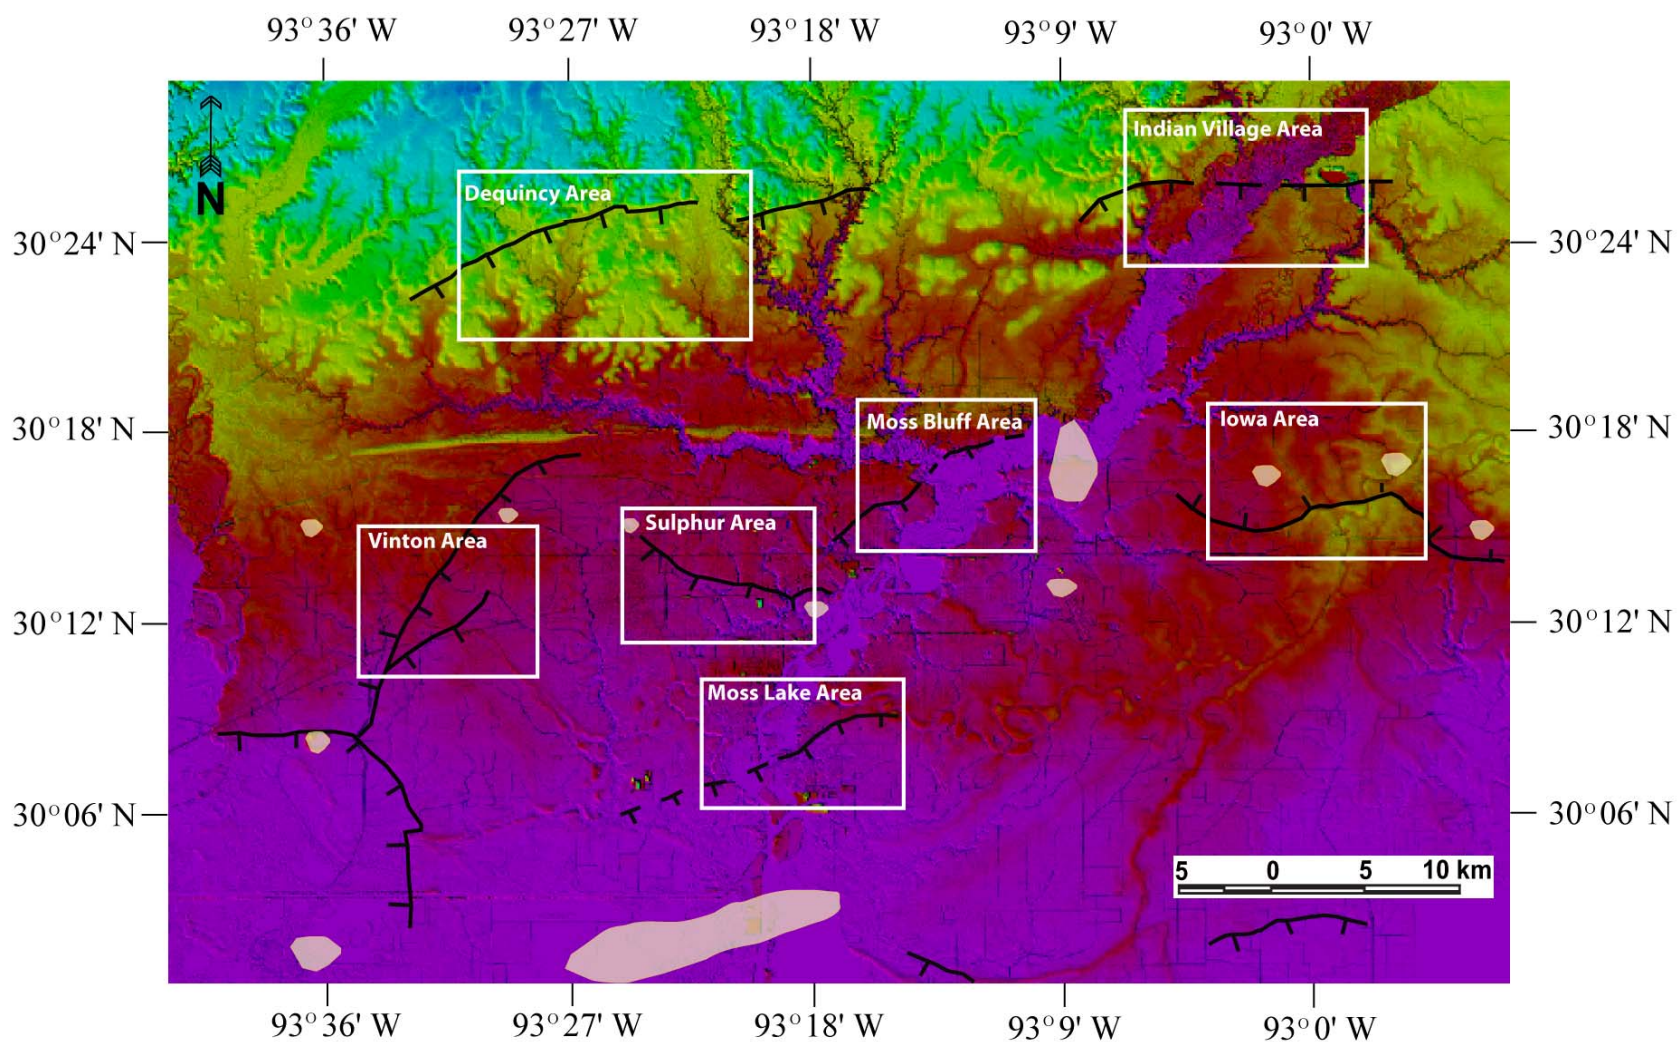 93°36' W 93°27' W 93°18' W 93°9' W 93°0' W
Indian Village Area
Dequincy Area
N
30°24' N 30°24' N
30°18' N 30°18' N
Moss Bluff Area Iowa Area
Sulphur Area
Vinton Area
30°12' N 30°12' N
Moss Lake Area
30°06' N 30°06' N
5 0 5 10 km
93°36' W 93°27' W 93°18' W 93°9' W 93°0' W